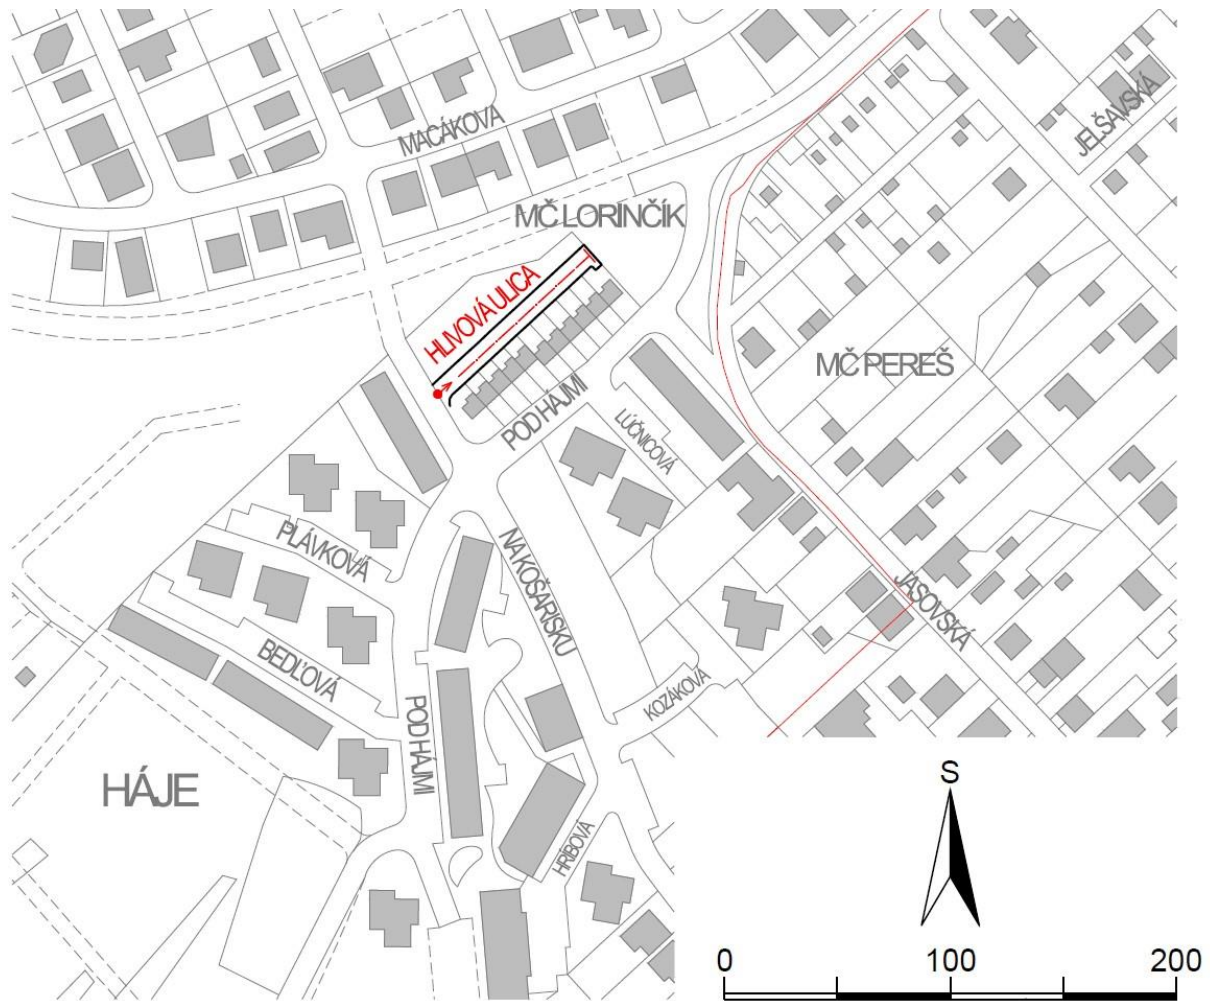 JELŠAVSKÁ
MACÁKOVA
MČ LORINČÍK
HLIVOVÁ ULICA
MČ PEREŠ
POD HÁJMI
LÚČNICOVÁ
PLÁVKOVÁ
NA KOŠARISKU
JASOVSKÁ
BEDĽOVÁ
KOZÁKOVÁ
POD HÁJMI
HÁJE
HRÍBOVÁ
S
0 100 200